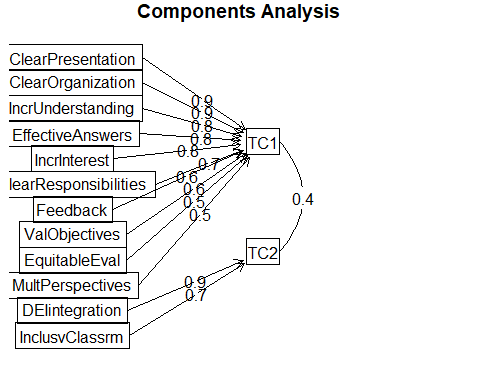 Components Analysis
ClearPresentation
ClearOrganization
IncrUnderstanding
EffectiveAnswers
IncrInterest
learResponsibilities
Feedback
ValObjectives
EquitableEval
MultPerspectives
DEIintegration
InclusvClassrm
0.9
0.9
0.8
0.8
0.8
0.7
0.6
0.6
0.5
0.5
0.9
0.7
TC1
TC2
0.4